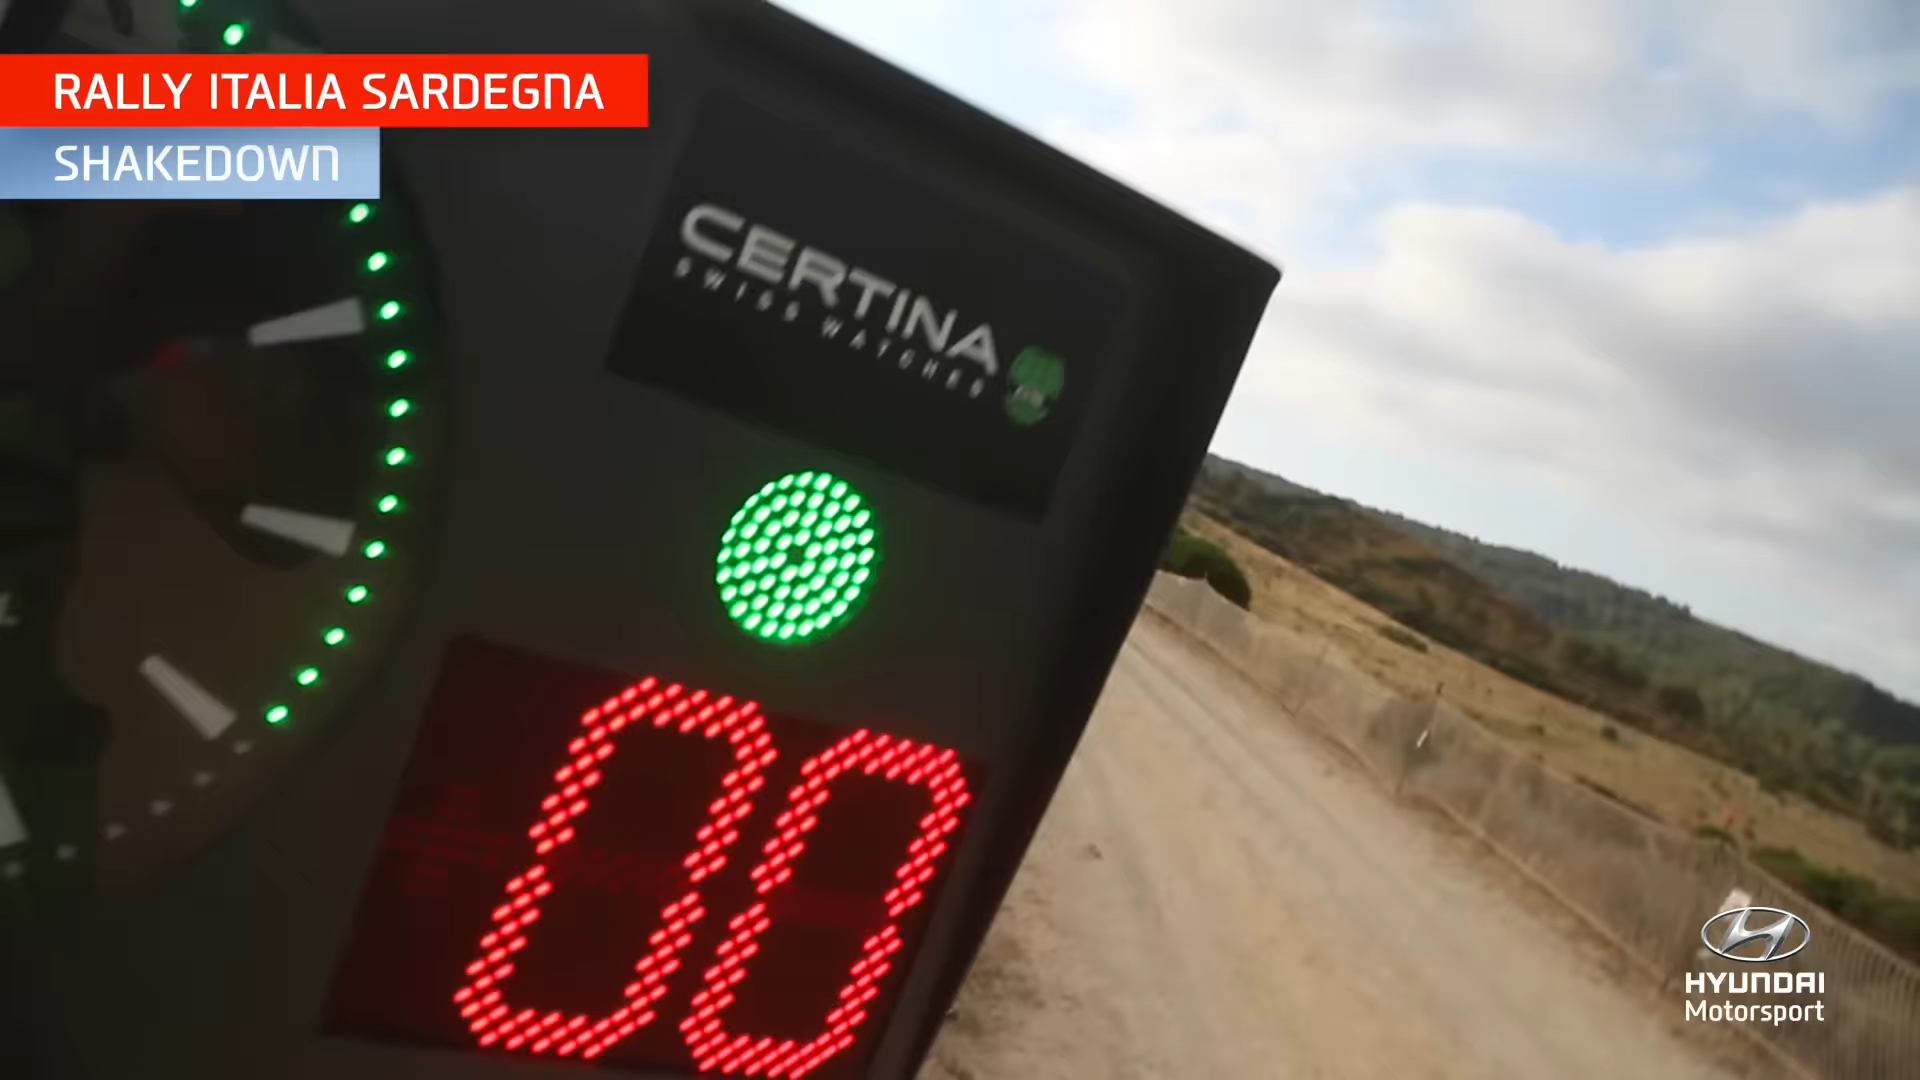 RALLY ITALIA SARDEGNA
SHAKEDOWN
CERTINA
SWISS WATCHES
00
HYUNDAI
Motorsport